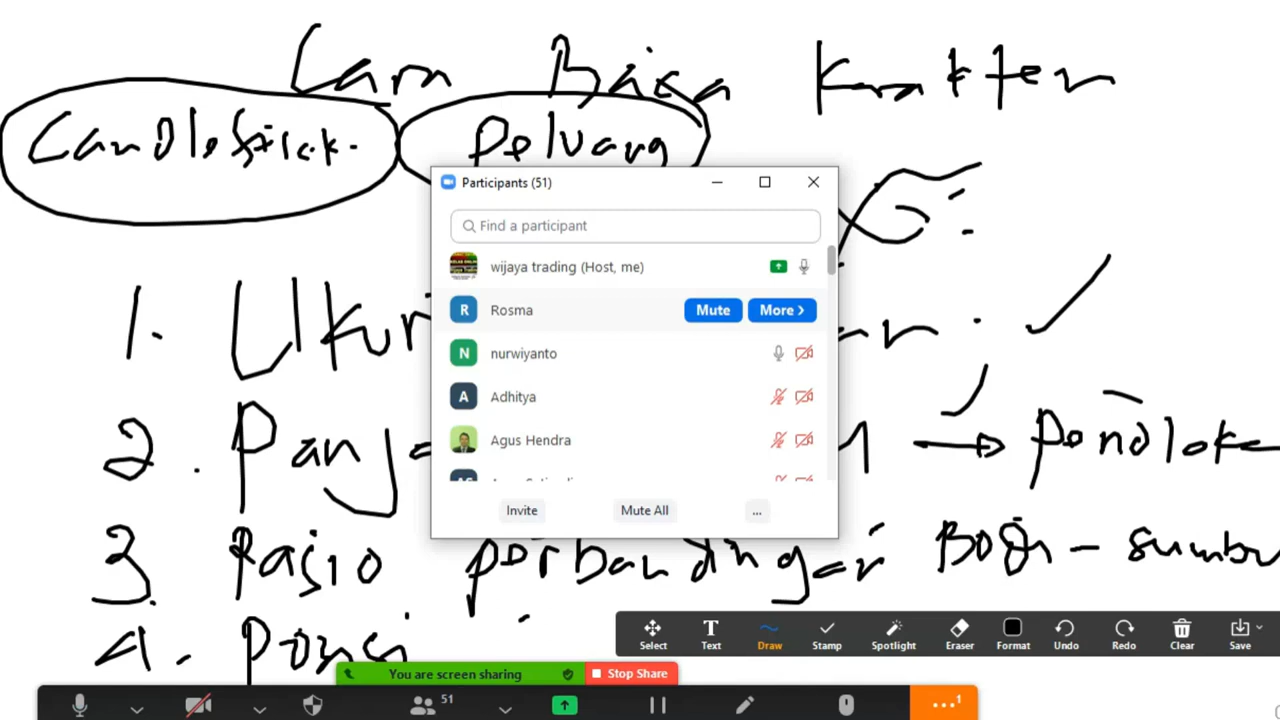 Cara Baca Karakter
Candlestick. Peluang
Participants (51)
Find a participant
wijaya trading (Host, me)
R Rosma Mute More >
N nurwiyanto
A Adhitya
Agus Hendra
Invite Mute All ...
1.
2. Panj → Penolaka
3. Rasio perbandingan Body - sumbu
4. Posisi
Select Text Draw Stamp Spotlight Eraser Format Undo Redo Clear Save
You are screen sharing Stop Share
51
1